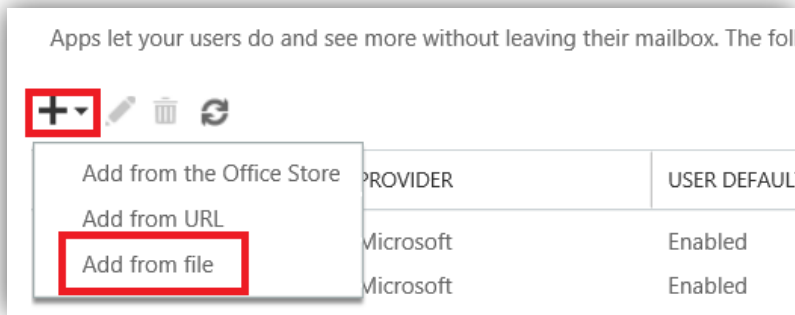 Apps let your users do and see more without leaving their mailbox. The fol
Add from the Office Store
PROVIDER
USER DEFAUL
Add from URL
Microsoft
Enabled
Add from file
Microsoft
Enabled